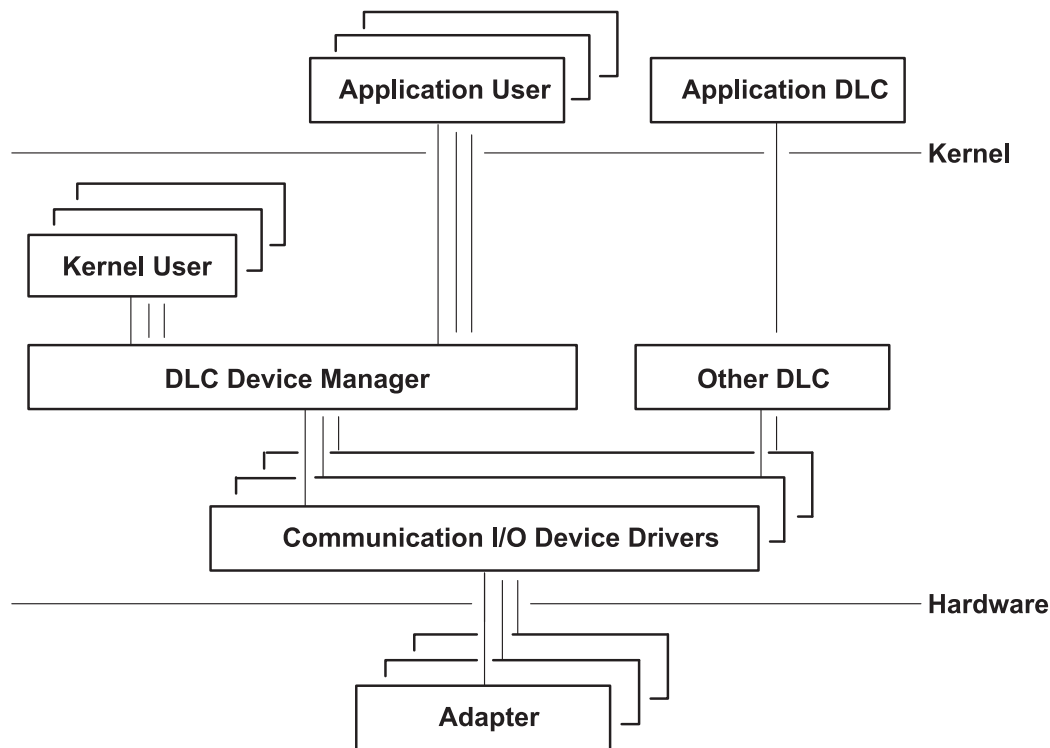 Application User
Application DLC
Kernel
Kernel User
DLC Device Manager
Other DLC
Communication I/O Device Drivers
Hardware
Adapter